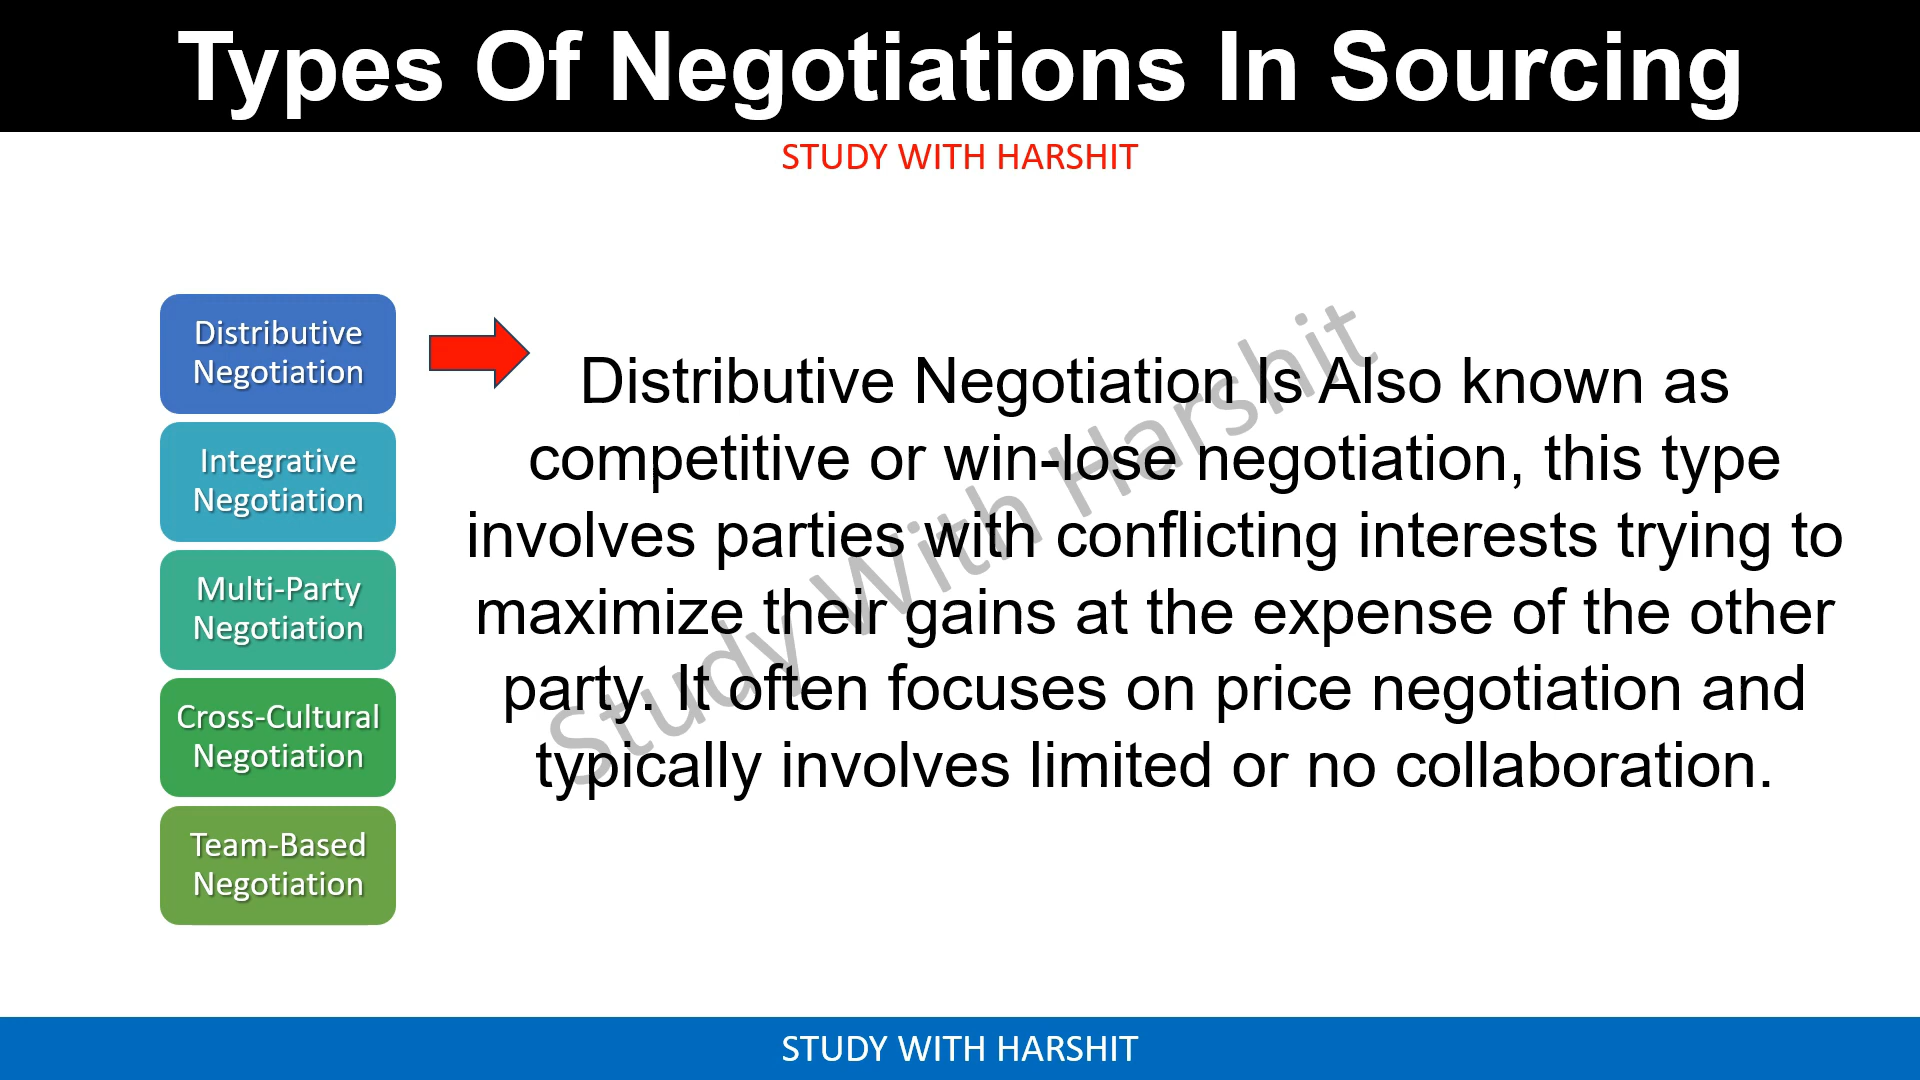 Types Of Negotiations In Sourcing
STUDY WITH HARSHIT
Distributive
Negotiation
Integrative
Negotiation
Multi-Party
Negotiation
Cross-Cultural
Negotiation
Team-Based
Negotiation
Distributive Negotiation Is Also known as
competitive or win-lose negotiation, this type
involves parties with conflicting interests trying to
maximize their gains at the expense of the other
party. It often focuses on price negotiation and
typically involves limited or no collaboration.
Study With Harshit
STUDY WITH HARSHIT